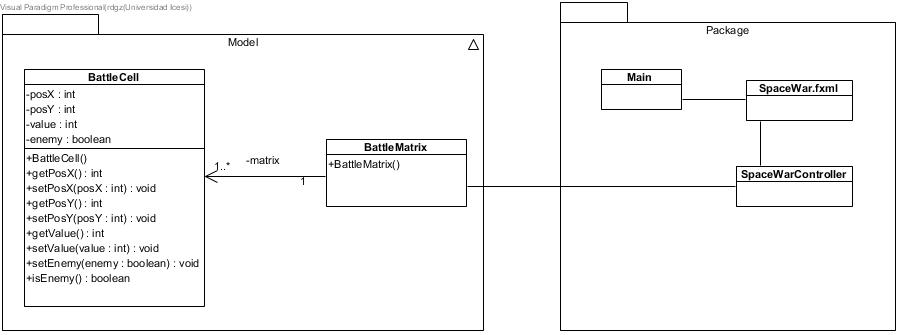 Visual Paradigm Professional(rdgz(Universidad Icesi))
Model
BattleCell
-posX : int
-posY : int
-value : int
-enemy : boolean
+BattleCell()
+getPosX() : int
+setPosX(posX : int) : void
+getPosY() : int
+setPosY(posY : int) : void
+getValue() : int
+setValue(value : int) : void
+setEnemy(enemy : boolean) : void
+isEnemy() : boolean
1..*
-matrix
1
BattleMatrix
+BattleMatrix()
Package
Main
SpaceWar.fxml
SpaceWarController